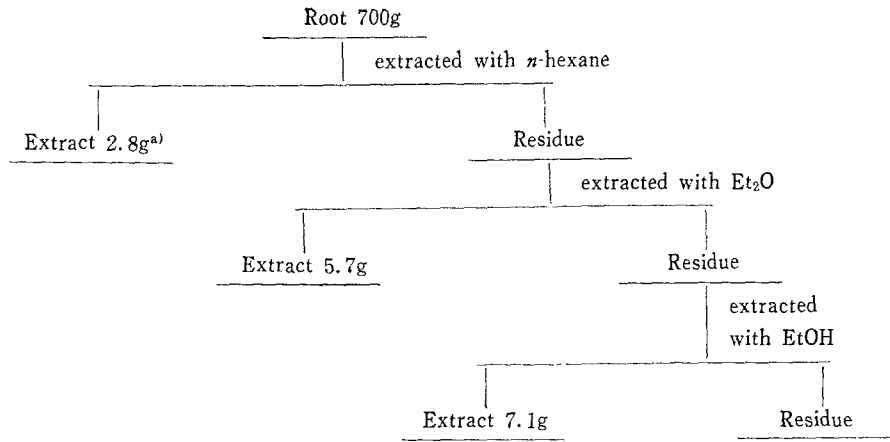 Root 700g
extracted with n-hexane
Extract 2.8g a)
Residue
extracted with Et₂O
Extract 5.7g
Residue
extracted
with EtOH
Extract 7.1g
Residue